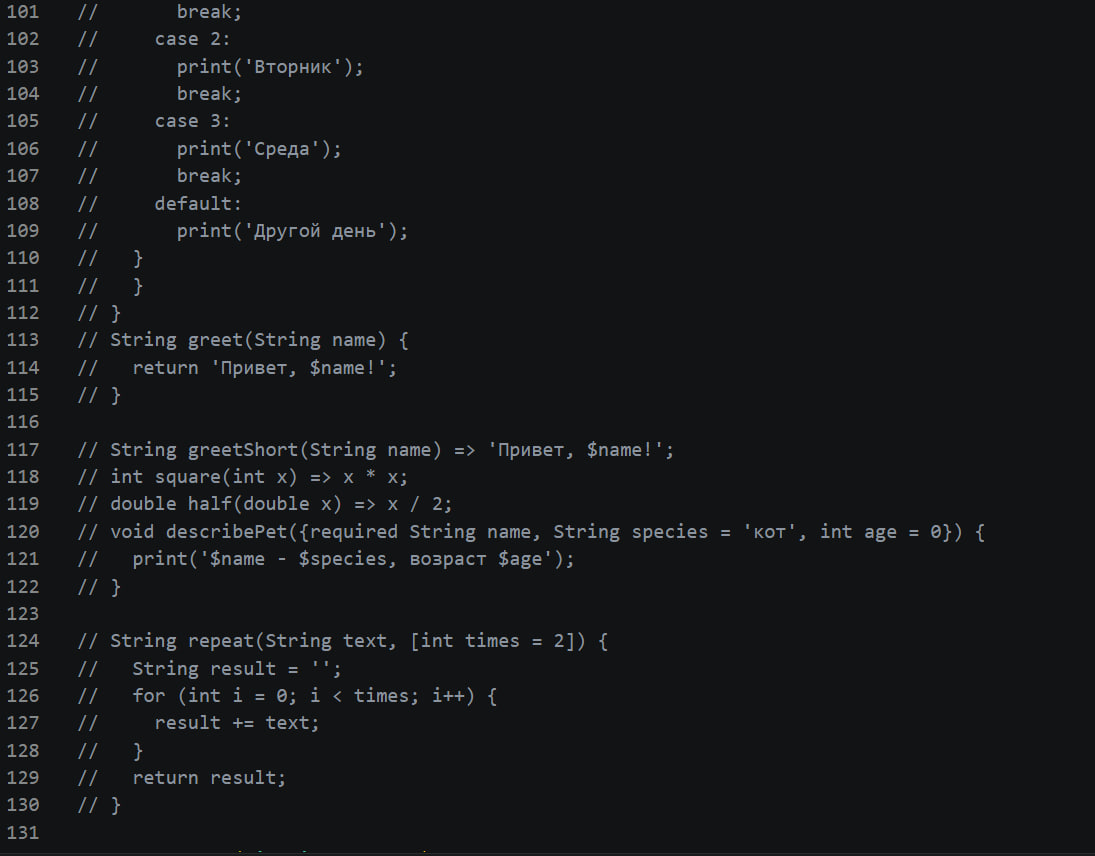 101 //       break;
102 //     case 2:
103 //       print('Вторник');
104 //       break;
105 //     case 3:
106 //       print('Среда');
107 //       break;
108 //     default:
109 //       print('Другой день');
110 //   }
111 //   }
112 // }
113 // String greet(String name) {
114 //   return 'Привет, $name!';
115 // }
116
117 // String greetShort(String name) => 'Привет, $name!';
118 // int square(int x) => x * x;
119 // double half(double x) => x / 2;
120 // void describePet({required String name, String species = 'кот', int age = 0}) {
121 //   print('$name - $species, возраст $age');
122 // }
123
124 // String repeat(String text, [int times = 2]) {
125 //   String result = '';
126 //   for (int i = 0; i < times; i++) {
127 //     result += text;
128 //   }
129 //   return result;
130 // }
131